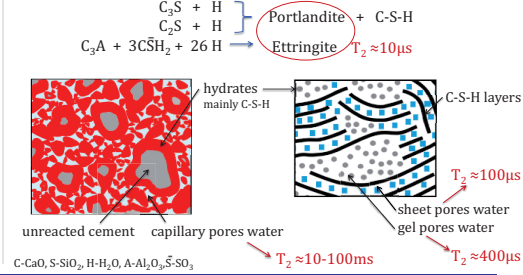 C₃S + H
C₂S + H
Portlandite + C-S-H
C₃A + 3CS̄H₂ + 26 H
Ettringite T₂ ≈10μs
hydrates
mainly C-S-H
C-S-H layers
T₂ ≈100μs
sheet pores water
gel pores water
unreacted cement capillary pores water
T₂ ≈10-100ms
T₂ ≈400μs
C-CaO, S-SiO₂, H-H₂O, A-Al₂O₃,S̄-SO₃